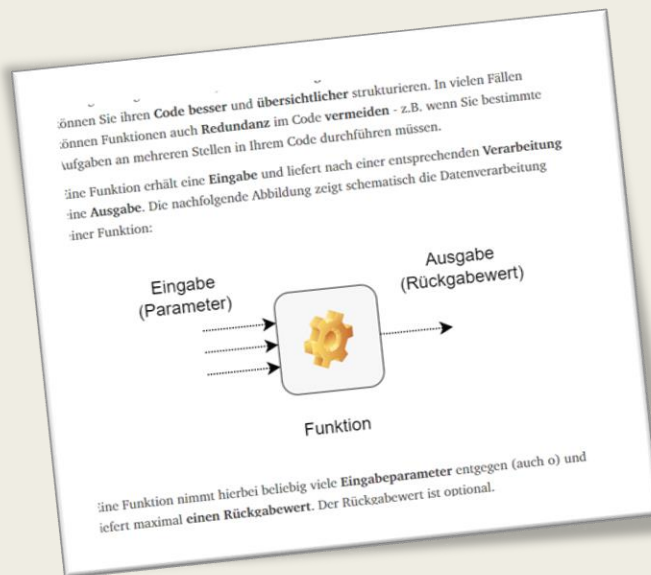 önnen Sie ihren Code besser und übersichtlicher strukturieren. In vielen Fällen
önnen Funktionen auch Redundanz im Code vermeiden - z.B. wenn Sie bestimmte
ufgaben an mehreren Stellen in Ihrem Code durchführen müssen.
ine Funktion erhält eine Eingabe und liefert nach einer entsprechenden Verarbeitung
ine Ausgabe. Die nachfolgende Abbildung zeigt schematisch die Datenverarbeitung
iner Funktion:
Eingabe
(Parameter)
Ausgabe
(Rückgabewert)
Funktion
ine Funktion nimmt hierbei beliebig viele Eingabeparameter entgegen (auch 0) und
iefert maximal einen Rückgabewert. Der Rückgabewert ist optional.